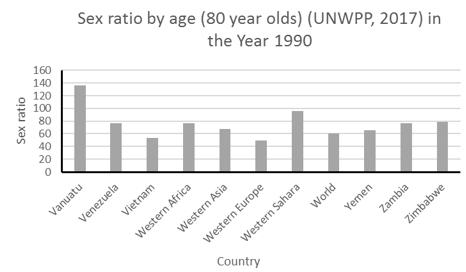 Sex ratio by age (80 year olds) (UNWPP, 2017) in
the Year 1990
160
140
120
100
80
60
40
20
0
Sex ratio
Vanuatu
Venezuela
Vietnam
Western Africa
Western Asia
Western Europe
Western Sahara
World
Yemen
Zambia
Zimbabwe
Country